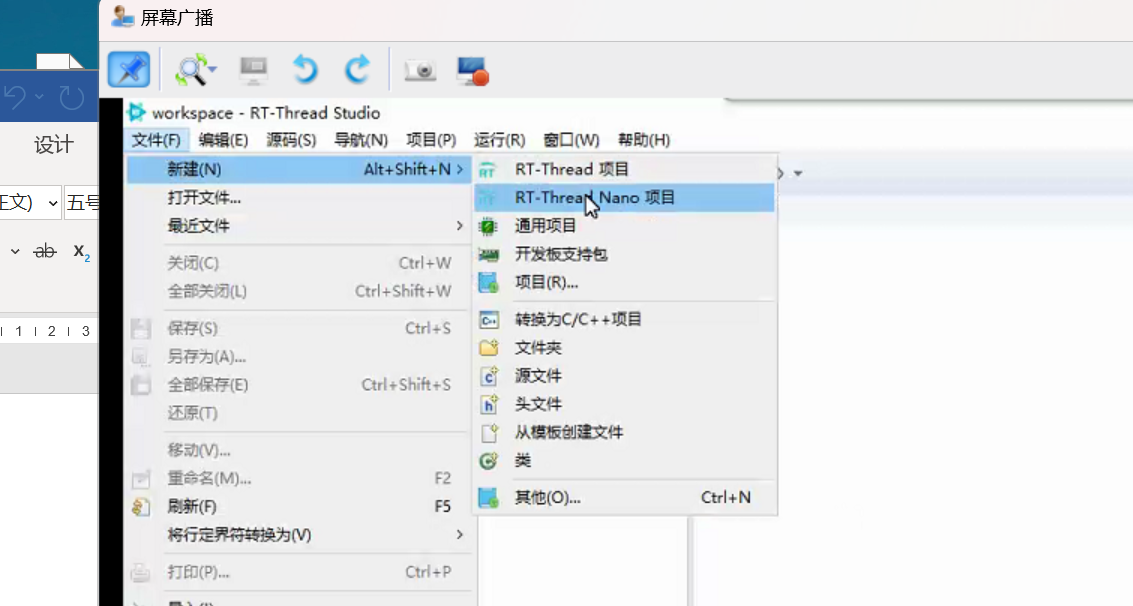 屏幕广播
设计
正文)
五号
ab
X₂
1 2 3
workspace - RT-Thread Studio
文件(F) 编辑(E) 源码(S) 导航(N) 项目(P) 运行(R) 窗口(W) 帮助(H)
新建(N) Alt+Shift+N >
打开文件...
最近文件 >
关闭(C) Ctrl+W
全部关闭(L) Ctrl+Shift+W
保存(S) Ctrl+S
另存为(A)...
全部保存(E) Ctrl+Shift+S
还原(T)
移动(V)...
重命名(M)... F2
刷新(F) F5
将行定界符转换为(V) >
打印(P)... Ctrl+P
RT-Thread 项目
RT-Thread Nano 项目
通用项目
开发板支持包
项目(R)...
转换为C/C++项目
文件夹
源文件
头文件
从模板创建文件
类
其他(O)... Ctrl+N